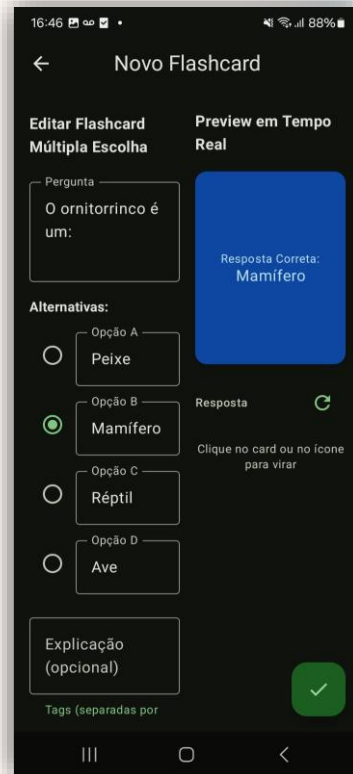 16:46
88%
Novo Flashcard
Editar Flashcard
Múltipla Escolha
Pergunta
O ornitorrinco é
um:
Alternativas:
Opção A
Peixe
Opção B
Mamífero
Opção C
Réptil
Opção D
Ave
Explicação
(opcional)
Tags (separadas por
Preview em Tempo
Real
Resposta Correta:
Mamífero
Resposta
Clique no card ou no ícone
para virar